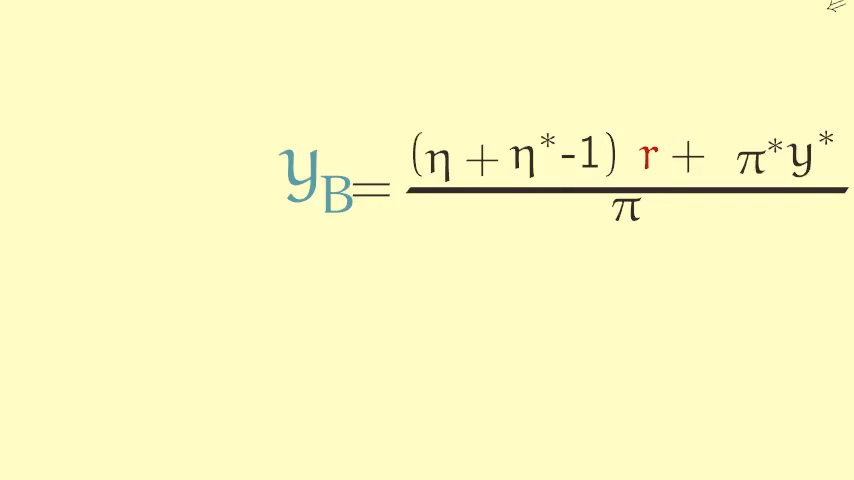 y_B = ((η + η*-1) r + π*y*) / π